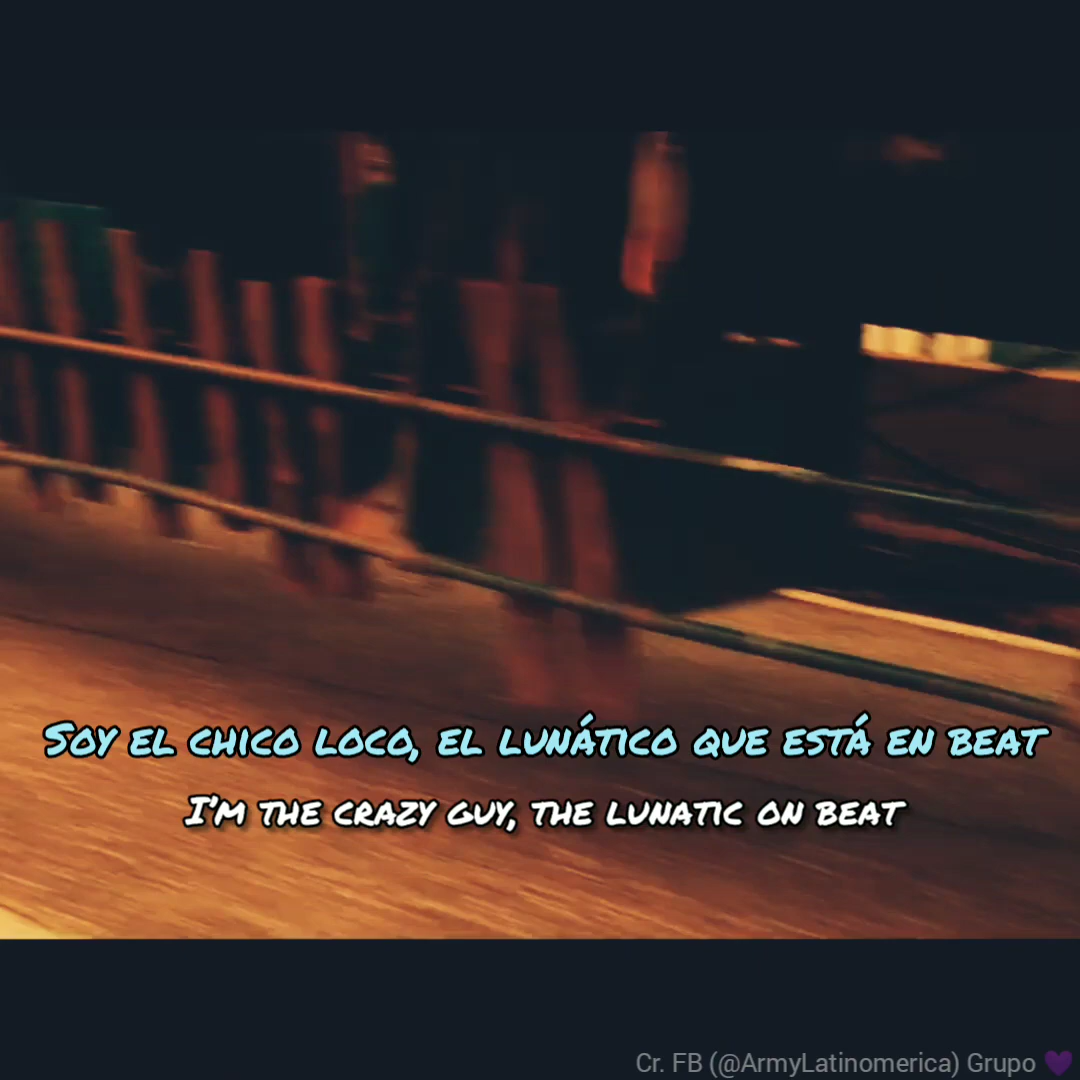 Soy el chico loco, el lunático que está en beat
I'm the crazy guy, the lunatic on beat
Cr. FB (@ArmyLatinomerica) Grupo 💜